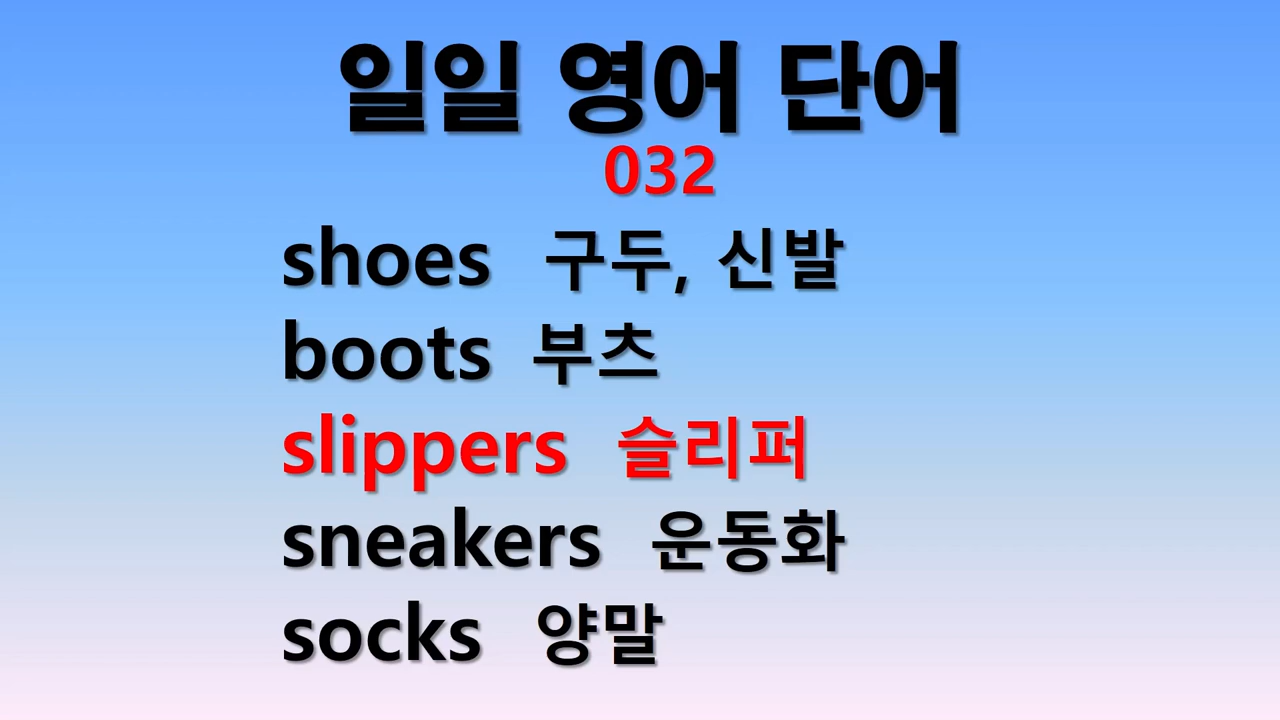 일일 영어 단어
032
shoes 구두, 신발
boots 부츠
slippers 슬리퍼
sneakers 운동화
socks 양말